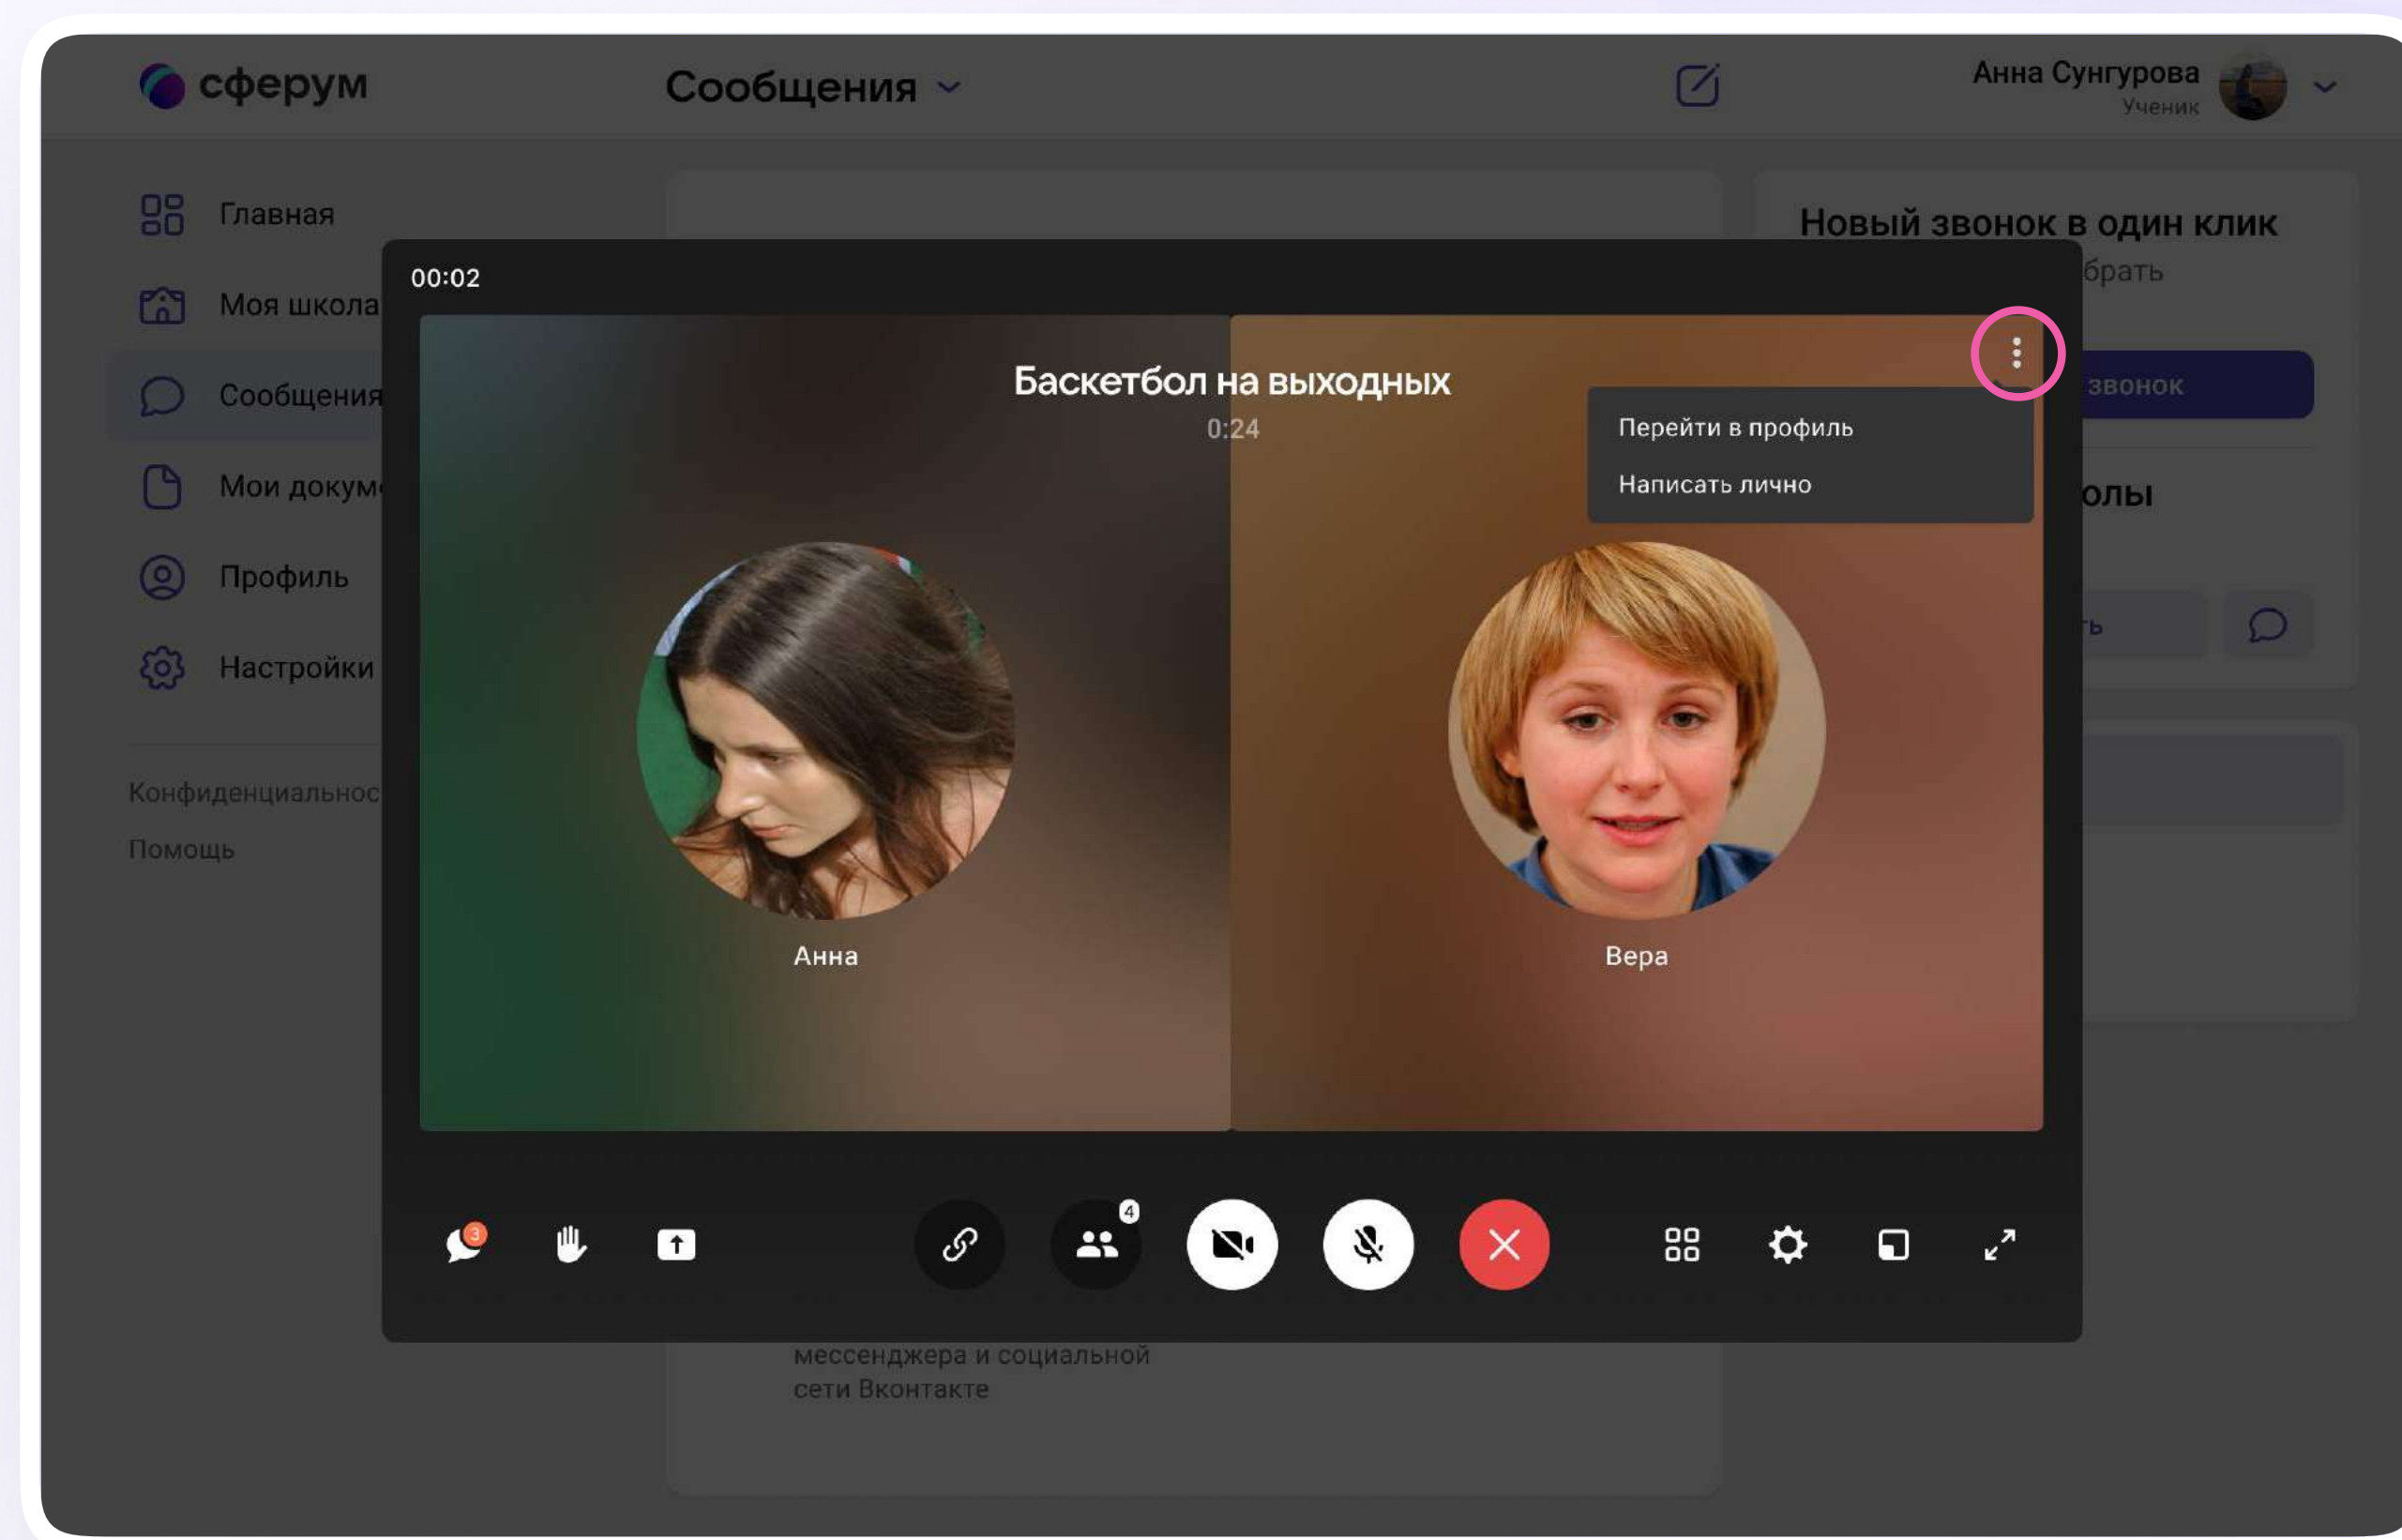 сферум
Сообщения
Анна Сунгурова
Ученик
Главная
Моя школа
Сообщения
Мои докум
Профиль
Настройки
Конфиденциальнос
Помощь
Новый звонок в один клик
брать
звонок
олы
ть
00:02
Баскетбол на выходных
0:24
Перейти в профиль
Написать лично
Анна
Вера
3
4
мессенджера и социальной
сети Вконтакте